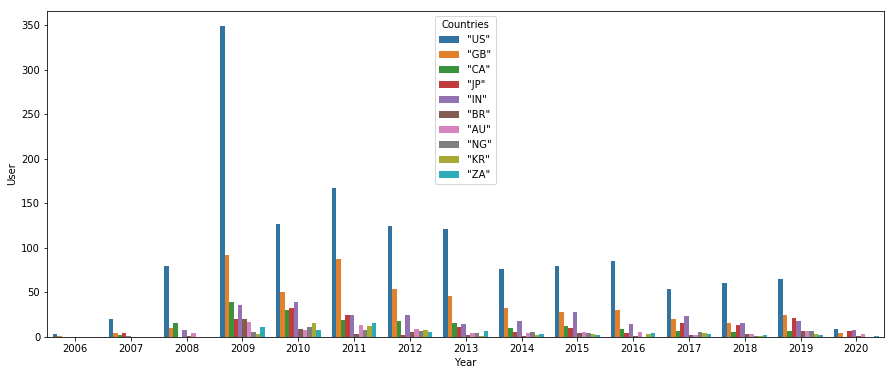 Countries
"US"
"GB"
"CA"
"JP"
"IN"
"BR"
"AU"
"NG"
"KR"
"ZA"
User
350
300
250
200
150
100
50
0
2006 2007 2008 2009 2010 2011 2012 2013 2014 2015 2016 2017 2018 2019 2020
Year